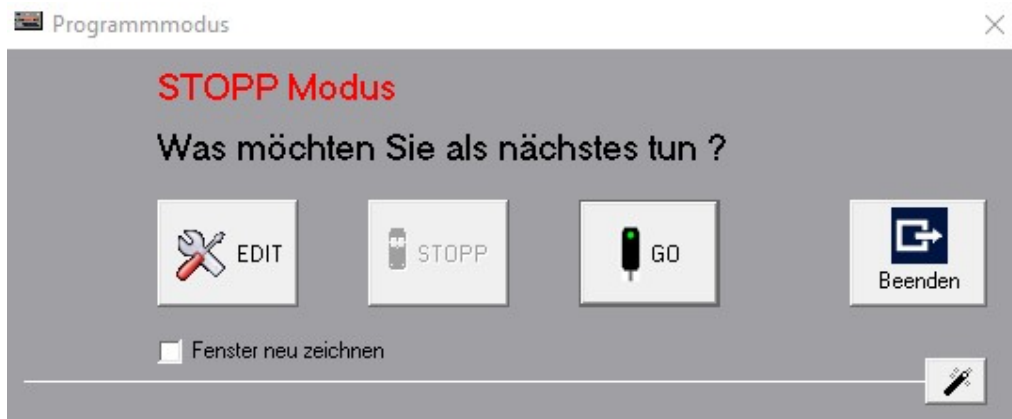 Programmmodus
STOPP Modus
Was möchten Sie als nächstes tun ?
EDIT
STOPP
GO
Beenden
Fenster neu zeichnen